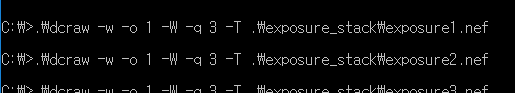 C:₩>.₩dcraw -w -o 1 -W -q 3 -T .₩exposure_stack₩exposure1.nef
C:₩>.₩dcraw -w -o 1 -W -q 3 -T .₩exposure_stack₩exposure2.nef
C:₩>.₩dcraw -w -o 1 -W -q 3 -T .₩exposure_stack₩exposure3.nef